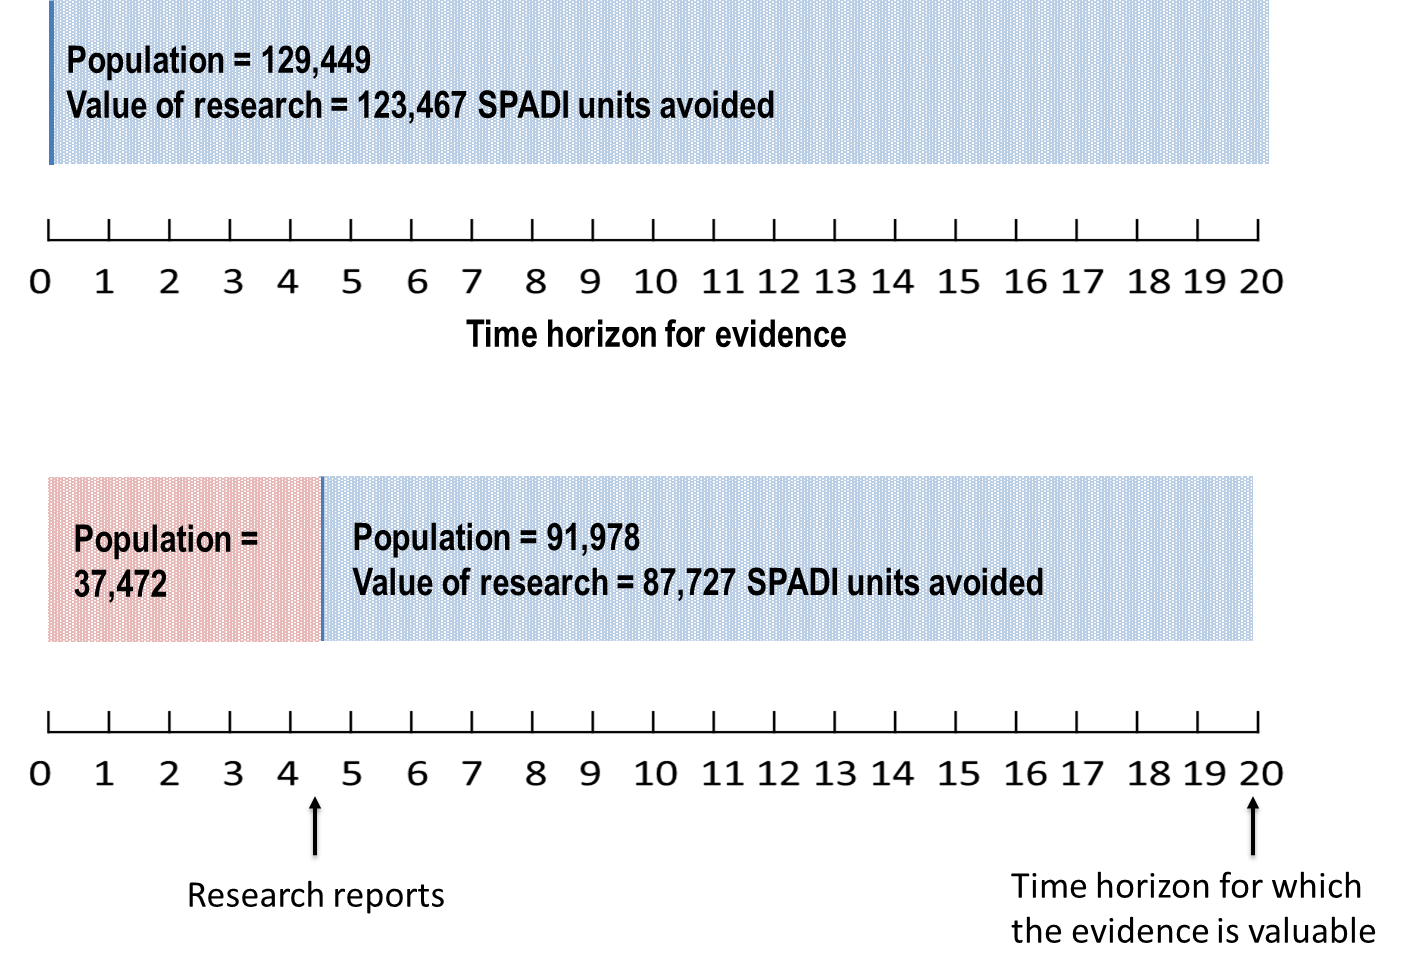 Population = 129,449
Value of research = 123,467 SPADI units avoided
0 1 2 3 4 5 6 7 8 9 10 11 12 13 14 15 16 17 18 19 20
Time horizon for evidence
Population =
37,472
Population = 91,978
Value of research = 87,727 SPADI units avoided
0 1 2 3 4 5 6 7 8 9 10 11 12 13 14 15 16 17 18 19 20
Research reports
Time horizon for which
the evidence is valuable